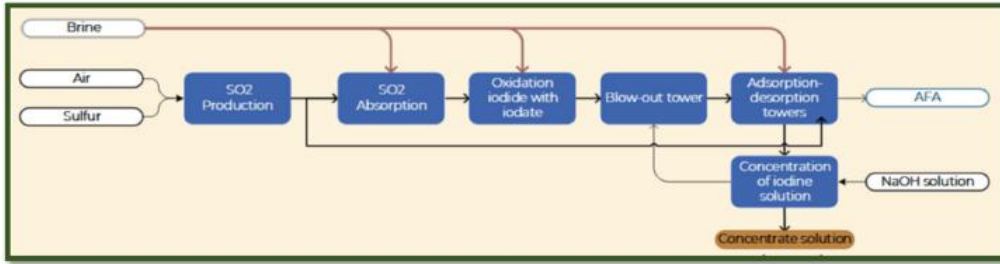 Brine
Air
Sulfur
SO2
Production
SO2
Absorption
Oxidation
iodide with
iodate
Blow-out tower
Adsorption-
desorption
towers
AFA
Concentration
of iodine
solution
NaOH solution
Concentrate solution